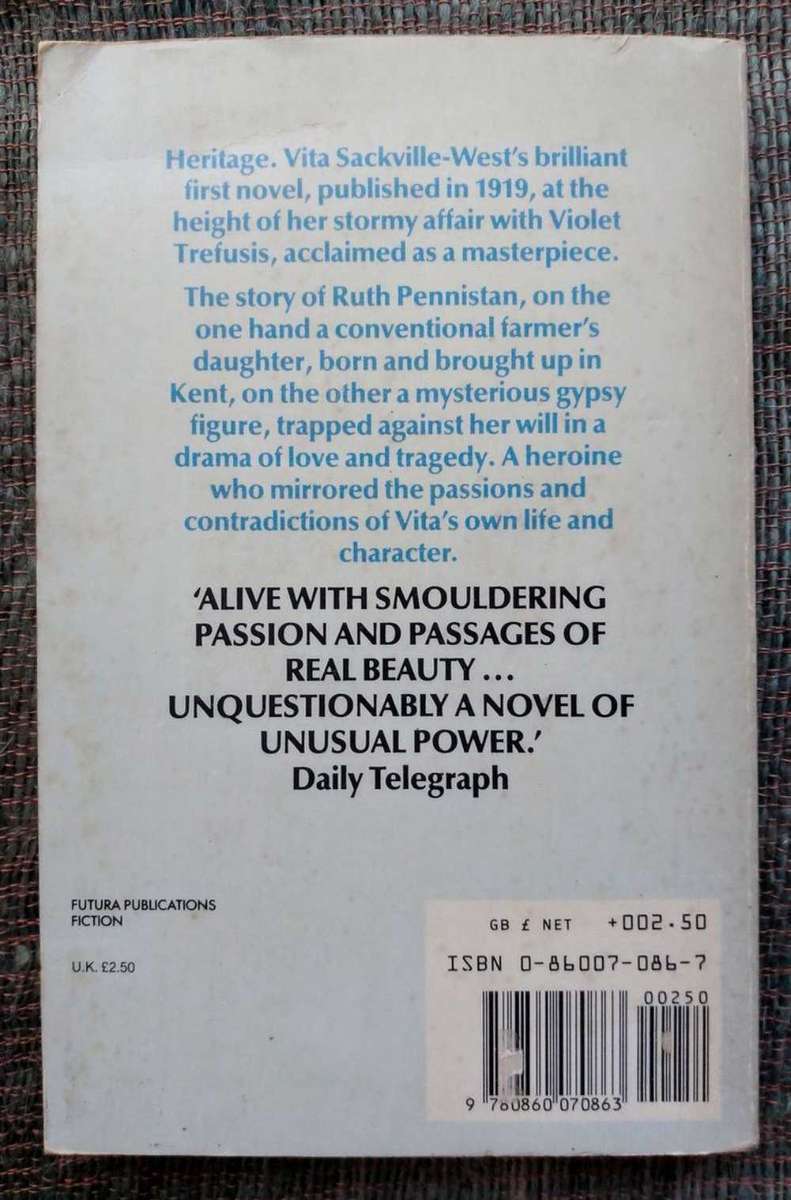 Heritage. Vita Sackville-West's brilliant
first novel, published in 1919, at the
height of her stormy affair with Violet
Trefusis, acclaimed as a masterpiece.
The story of Ruth Pennistan, on the
one hand a conventional farmer's
daughter, born and brought up in
Kent, on the other a mysterious gypsy
figure, trapped against her will in a
drama of love and tragedy. A heroine
who mirrored the passions and
contradictions of Vita's own life and
character.
'ALIVE WITH SMOULDERING
PASSION AND PASSAGES OF
REAL BEAUTY ...
UNQUESTIONABLY A NOVEL OF
UNUSUAL POWER.'
Daily Telegraph
FUTURA PUBLICATIONS
FICTION
U.K. £2.50
GB £ NET +002.50
ISBN 0-86007-086-7
00250
9 780860 070863